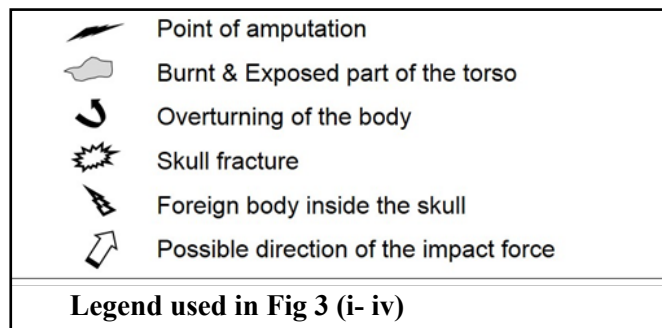 Point of amputation
Burnt & Exposed part of the torso
Overturning of the body
Skull fracture
Foreign body inside the skull
Possible direction of the impact force
Legend used in Fig 3 (i- iv)